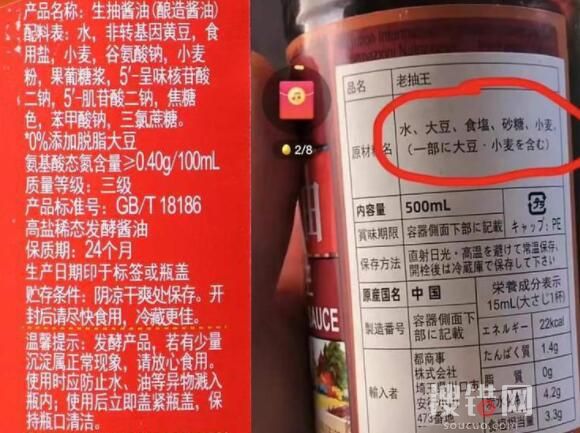 产品名称：生抽酱油(酿造酱油)
配料表：水，非转基因黄豆，食
用盐，小麦，谷氨酸钠，小麦
粉，果葡糖浆，5′-呈味核苷酸
二钠，5′-肌苷酸二钠，焦糖
色，苯甲酸钠，三氯蔗糖。
*0%添加脱脂大豆
氨基酸态氮含量≥0.40g/100mL
质量等级：三级
产品标准号：GB/T 18186
高盐稀态发酵酱油
保质期：24个月
生产日期印于标签或瓶盖
贮存条件：阴凉干爽处保存。开
封后请尽快食用，冷藏更佳。
温馨提示：发酵产品，若有少量
沉淀属正常现象，请放心食用。
使用时应防止水、油等异物溅入
瓶内；使用后立即盖紧瓶盖，保
持瓶口清洁。
2/8
油
SAUCE
品名 老抽王
原材料名 水、大豆、食塩、砂糖、小麦。
(一部に大豆・小麦を含む)
内容量 500mL
キャップ：PE
賞味期限 容器側面下部に記載
保存方法 直射日光・高温を避けて常温保存、
開栓後は冷蔵庫で保存して下さい。
原産国名 中国
製造番号 容器側面下部
に記載
輸入者
都商事
株式会社
埼玉県
473番地
栄養成分表示
15mL(大さじ1杯)
エネルギー 22kcal
たんぱく質 1.4g
脂質 0g
4.2g
3.3g
搜错网
soucuo.com